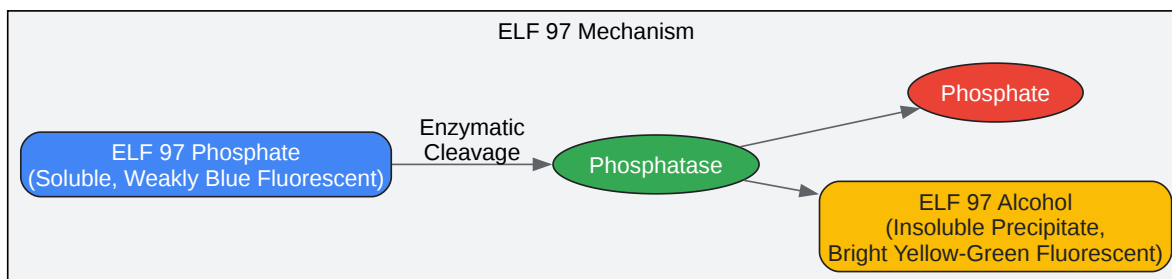 ELF 97 Mechanism
ELF 97 Phosphate
(Soluble, Weakly Blue Fluorescent)
Enzymatic
Cleavage
Phosphatase
Phosphate
ELF 97 Alcohol
(Insoluble Precipitate,
Bright Yellow-Green Fluorescent)